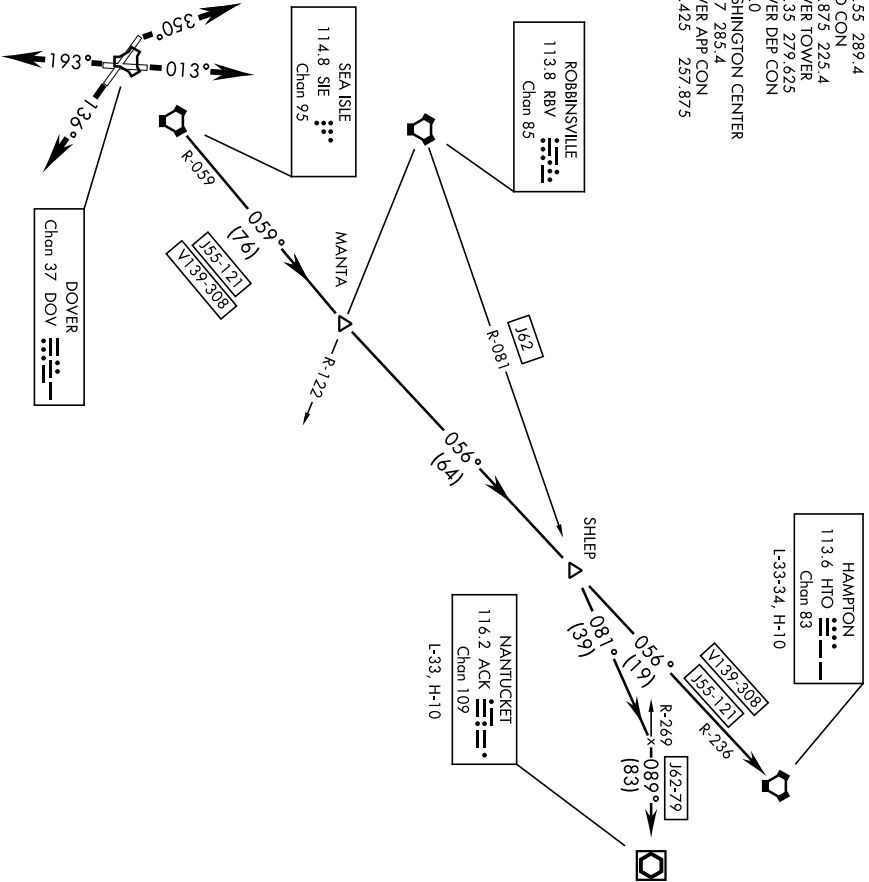 .55 289.4
D CON
.875 225.4
VER TOWER
.35 279.625
VER DEP CON
.0
SHINGTON CENTER
7 285.4
VER APP CON
.425 257.875
ROBBINSVILLE
113.8 RBV
Chan 85
SEA ISLE
114.8 SIE
Chan 95
DOVER
Chan 37 DOV
HAMPTON
113.6 HTO
Chan 83
L-33-34, H-10
NANTUCKET
116.2 ACK
Chan 109
L-33, H-10
350°
013°
193°
136°
R-059
059°
(76)
J55-121
V139-308
MANTA
R-122
J62
R-081
056°
(64)
SHLEP
056°
(19)
V139-308
J55-121
R-236
081°
(39)
R-269
J62-79
089°
(83)